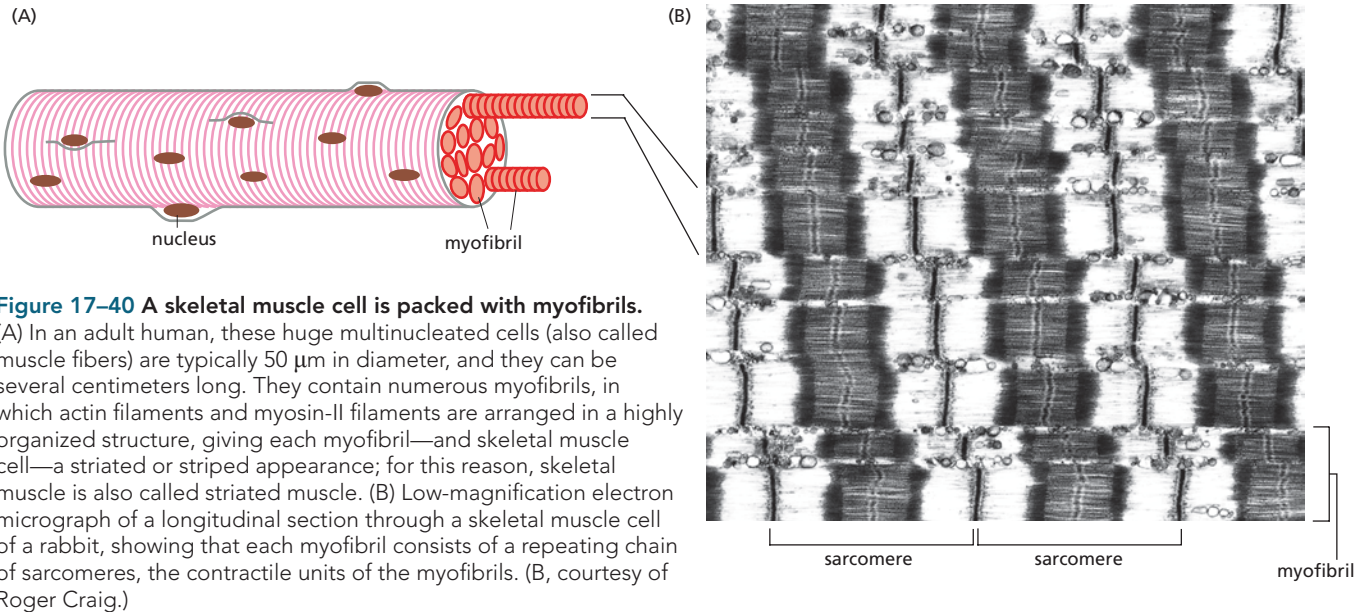 (A)
(B)
nucleus
myofibril
Figure 17–40 A skeletal muscle cell is packed with myofibrils.
(A) In an adult human, these huge multinucleated cells (also called
muscle fibers) are typically 50 μm in diameter, and they can be
several centimeters long. They contain numerous myofibrils, in
which actin filaments and myosin-II filaments are arranged in a highly
organized structure, giving each myofibril—and skeletal muscle
cell—a striated or striped appearance; for this reason, skeletal
muscle is also called striated muscle. (B) Low-magnification electron
micrograph of a longitudinal section through a skeletal muscle cell
of a rabbit, showing that each myofibril consists of a repeating chain
of sarcomeres, the contractile units of the myofibrils. (B, courtesy of
Roger Craig.)
sarcomere
sarcomere
myofibril